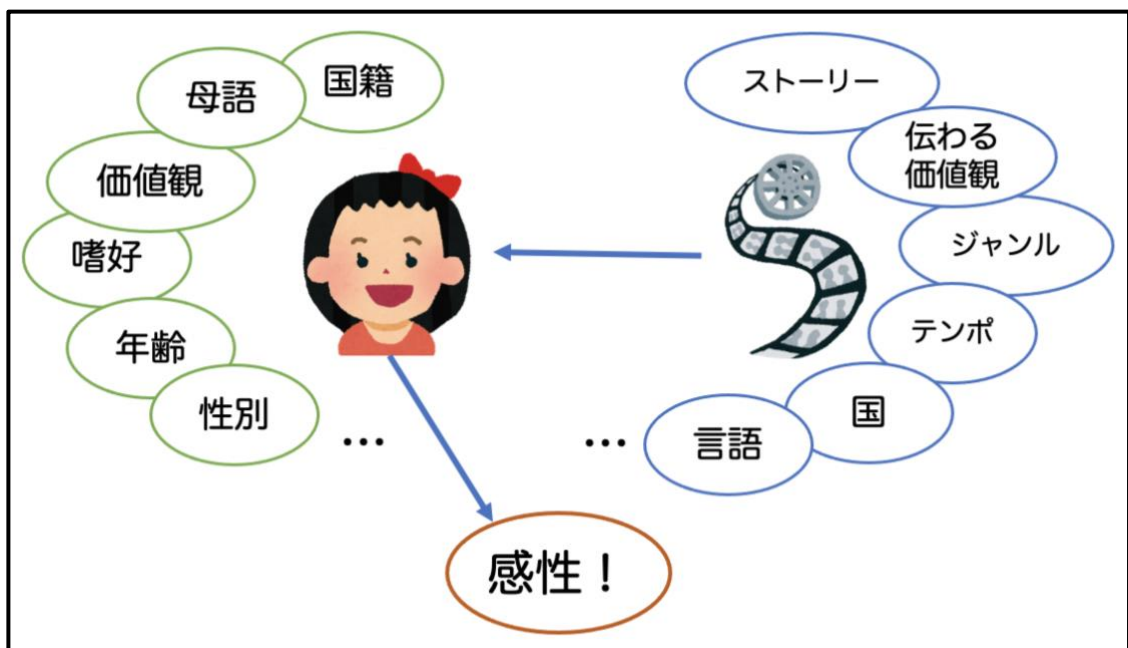 国籍
母語
価値観
嗜好
年齢
性別
…
ストーリー
伝わる
価値観
ジャンル
テンポ
国
言語
…
感性！